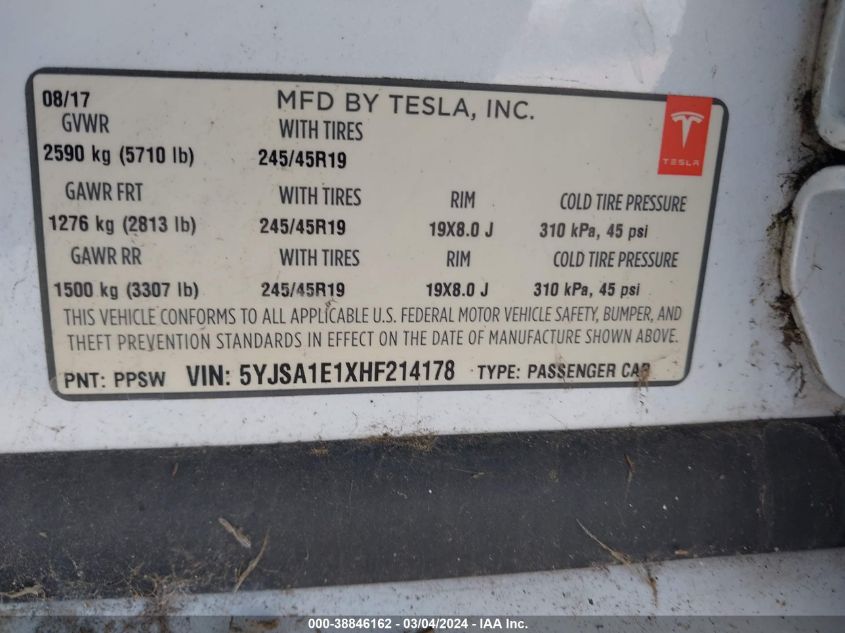 08/17 MFD BY TESLA, INC.
GVWR WITH TIRES
2590 kg (5710 lb) 245/45R19
TESLA
GAWR FRT WITH TIRES RIM COLD TIRE PRESSURE
1276 kg (2813 lb) 245/45R19 19X8.0 J 310 kPa, 45 psi
GAWR RR WITH TIRES RIM COLD TIRE PRESSURE
1500 kg (3307 lb) 245/45R19 19X8.0 J 310 kPa, 45 psi
THIS VEHICLE CONFORMS TO ALL APPLICABLE U.S. FEDERAL MOTOR VEHICLE SAFETY, BUMPER, AND
THEFT PREVENTION STANDARDS IN EFFECT ON THE DATE OF MANUFACTURE SHOWN ABOVE.
PNT: PPSW VIN: 5YJSA1E1XHF214178 TYPE: PASSENGER CAR
000-38846162 - 03/04/2024 - IAA Inc.